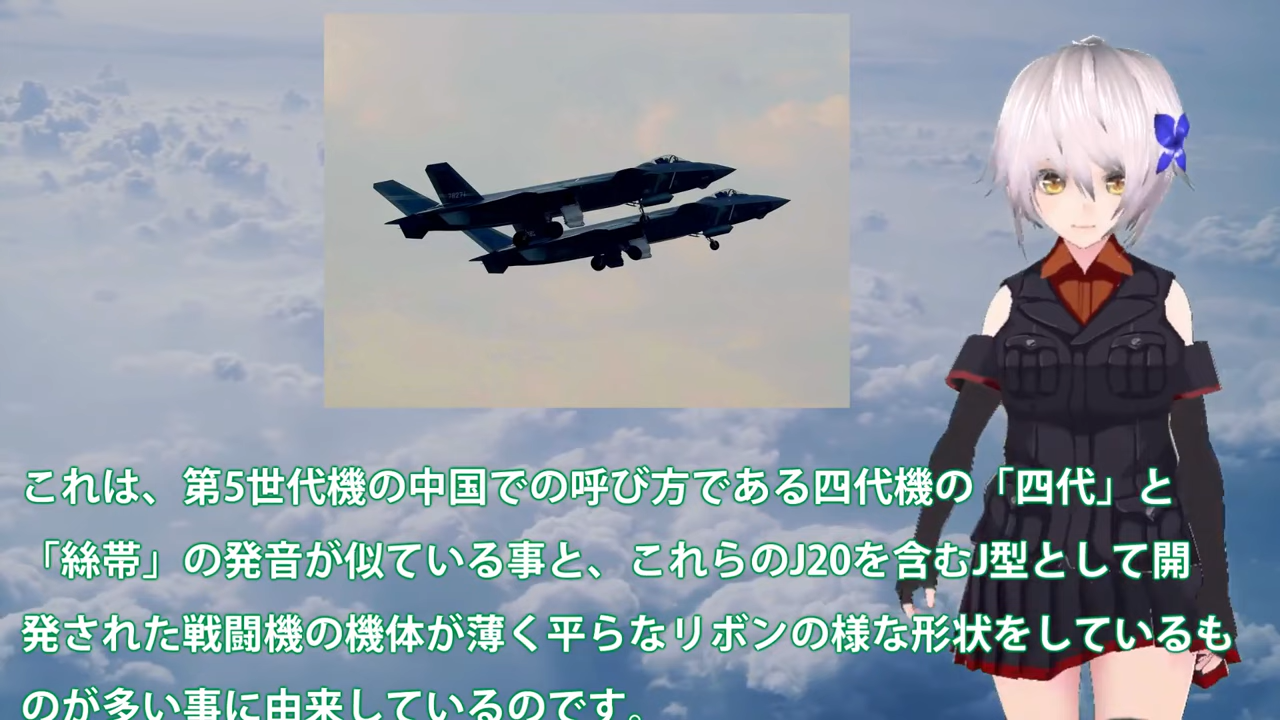 これは、第5世代機の中国での呼び方である四代機の「四代」と
「絲帯」の発音が似ている事と、これらのJ20を含むJ型として開
発された戦闘機の機体が薄く平らなリボンの様な形状をしているも
のが多い事に由来しているのです。